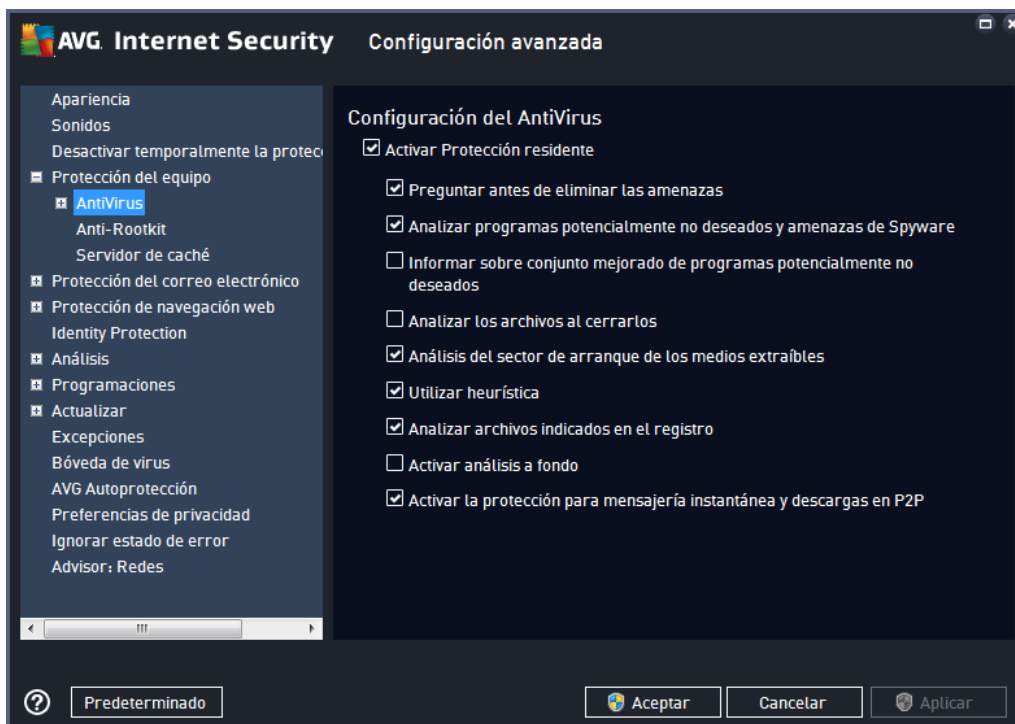 AVG. Internet Security Configuración avanzada
Apariencia
Sonidos
Desactivar temporalmente la protec
Protección del equipo
AntiVirus
Anti-Rootkit
Servidor de caché
Protección del correo electrónico
Protección de navegación web
Identity Protection
Análisis
Programaciones
Actualizar
Excepciones
Bóveda de virus
AVG Autoprotección
Preferencias de privacidad
Ignorar estado de error
Advisor: Redes
Configuración del AntiVirus
Activar Protección residente
Preguntar antes de eliminar las amenazas
Analizar programas potencialmente no deseados y amenazas de Spyware
Informar sobre conjunto mejorado de programas potencialmente no
deseados
Analizar los archivos al cerrarlos
Análisis del sector de arranque de los medios extraíbles
Utilizar heurística
Analizar archivos indicados en el registro
Activar análisis a fondo
Activar la protección para mensajería instantánea y descargas en P2P
? Predeterminado Aceptar Cancelar Aplicar